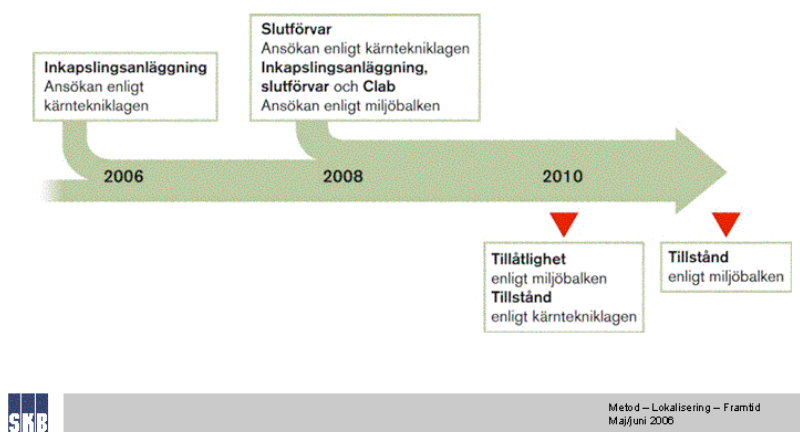 Slutförvar
Ansökan enligt kärntekniklagen
Inkapslingsanläggning,
slutförvar och Clab
Ansökan enligt miljöbalken
Inkapslingsanläggning
Ansökan enligt
kärntekniklagen
2006
2008
2010
Tillåtlighet
enligt miljöbalken
Tillstånd
enligt kärntekniklagen
Tillstånd
enligt miljöbalken
SKB
Metod – Lokalisering – Framtid
Maj/juni 2006